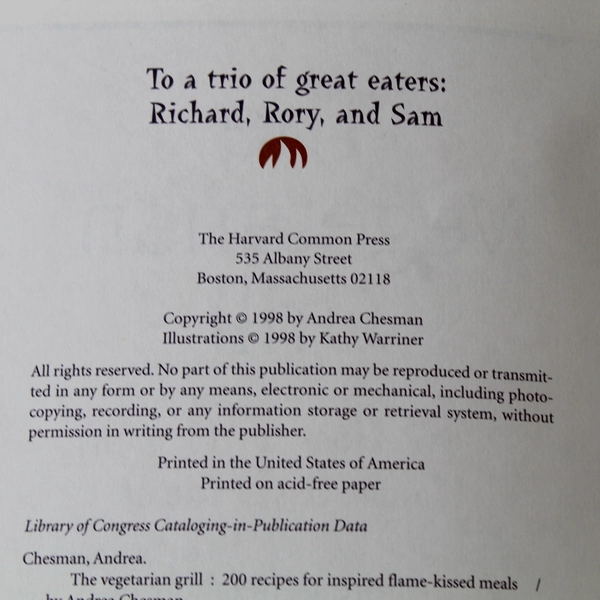 To a trio of great eaters:
Richard, Rory, and Sam
The Harvard Common Press
535 Albany Street
Boston, Massachusetts 02118
Copyright © 1998 by Andrea Chesman
Illustrations © 1998 by Kathy Warriner
All rights reserved. No part of this publication may be reproduced or transmit-
ted in any form or by any means, electronic or mechanical, including photo-
copying, recording, or any information storage or retrieval system, without
permission in writing from the publisher.
Printed in the United States of America
Printed on acid-free paper
Library of Congress Cataloging-in-Publication Data
Chesman, Andrea.
The vegetarian grill : 200 recipes for inspired flame-kissed meals /
by Andrea Chesman